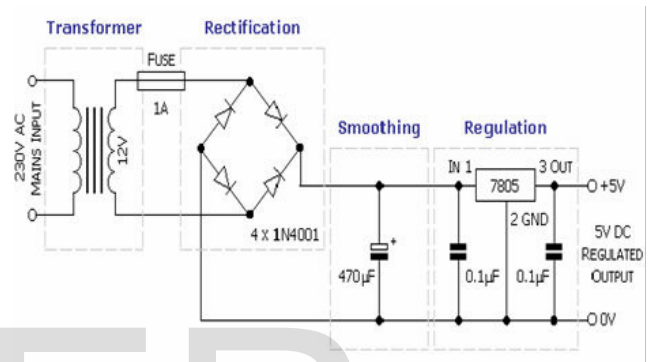 Transformer
Rectification
FUSE
1A
230V AC
MAINS INPUT
12V
4 x 1N4001
Smoothing
Regulation
IN 1
7805
3 OUT
+5V
2 GND
+
470µF
0.1µF
0.1µF
5V DC
REGULATED
OUTPUT
0V